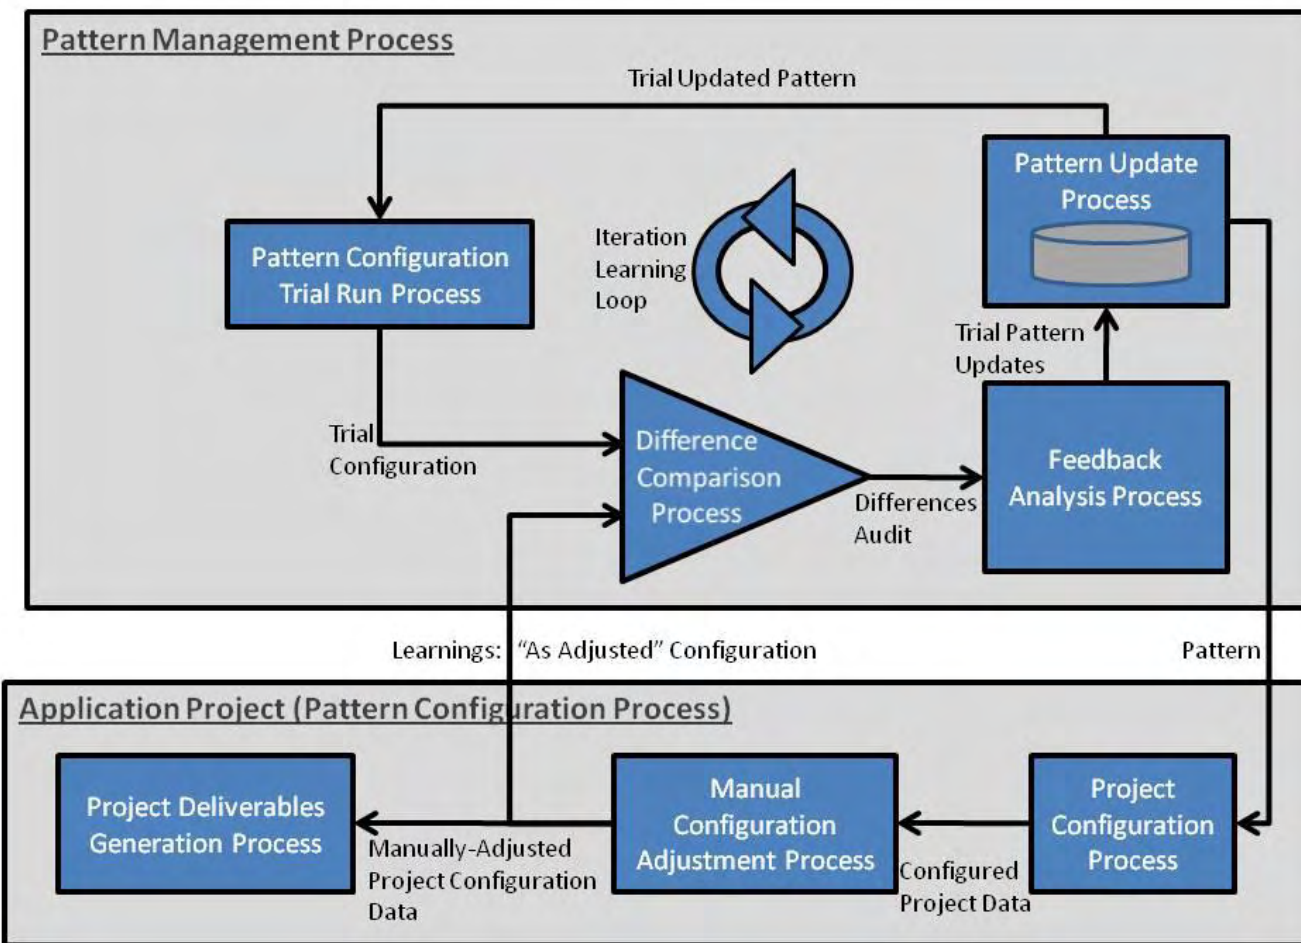 Pattern Management Process
Trial Updated Pattern
Pattern Update
Process
Pattern Configuration
Trial Run Process
Iteration
Learning
Loop
Trial Pattern
Updates
Trial
Configuration
Difference
Comparison
Process
Differences
Audit
Feedback
Analysis Process
Learnings: "As Adjusted" Configuration
Pattern
Application Project (Pattern Configuration Process)
Project Deliverables
Generation Process
Manually-Adjusted
Project Configuration
Data
Manual
Configuration
Adjustment Process
Configured
Project Data
Project
Configuration
Process